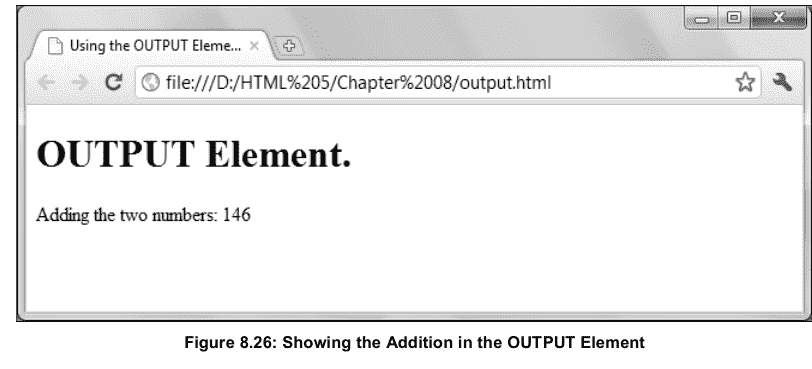 Using the OUTPUT Eleme...
file:///D:/HTML%205/Chapter%2008/output.html
OUTPUT Element.
Adding the two numbers: 146
Figure 8.26: Showing the Addition in the OUTPUT Element